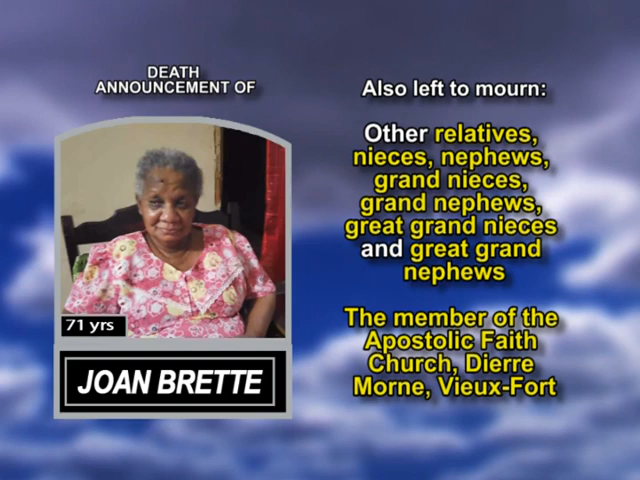 DEATH
ANNOUNCEMENT OF
71 yrs
JOAN BRETTE
Also left to mourn:
Other relatives,
nieces, nephews,
grand nieces,
grand nephews,
great grand nieces
and great grand
nephews
The member of the
Apostolic Faith
Church, Dierre
Morne, Vieux-Fort